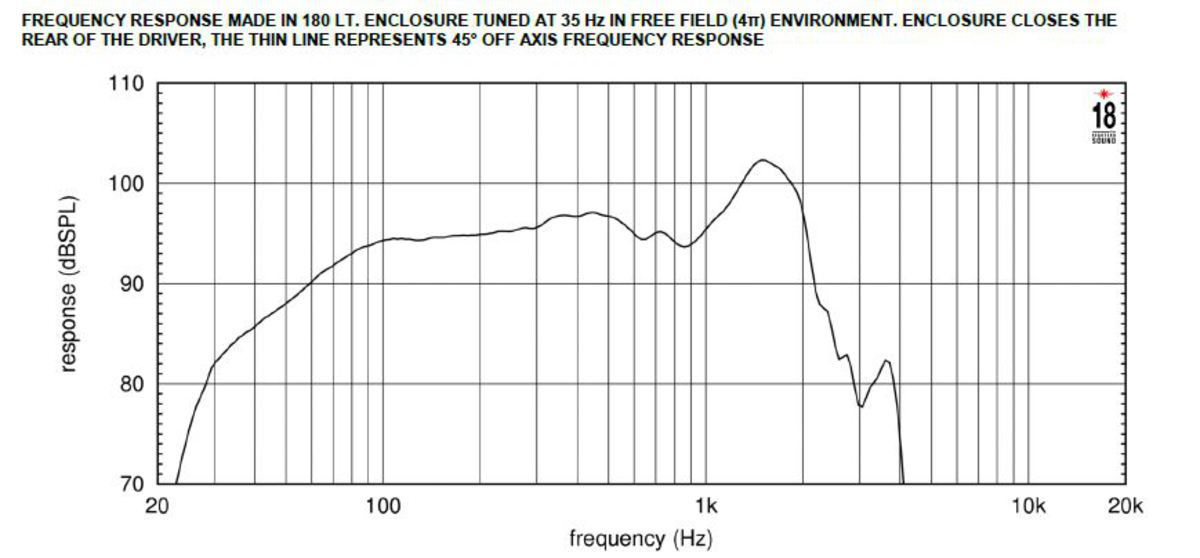 FREQUENCY RESPONSE MADE IN 180 LT. ENCLOSURE TUNED AT 35 Hz IN FREE FIELD (4π) ENVIRONMENT. ENCLOSURE CLOSES THE
REAR OF THE DRIVER, THE THIN LINE REPRESENTS 45° OFF AXIS FREQUENCY RESPONSE
110
100
90
80
70
response (dBSPL)
18
SOUND
20
100
1k
10k
20k
frequency (Hz)